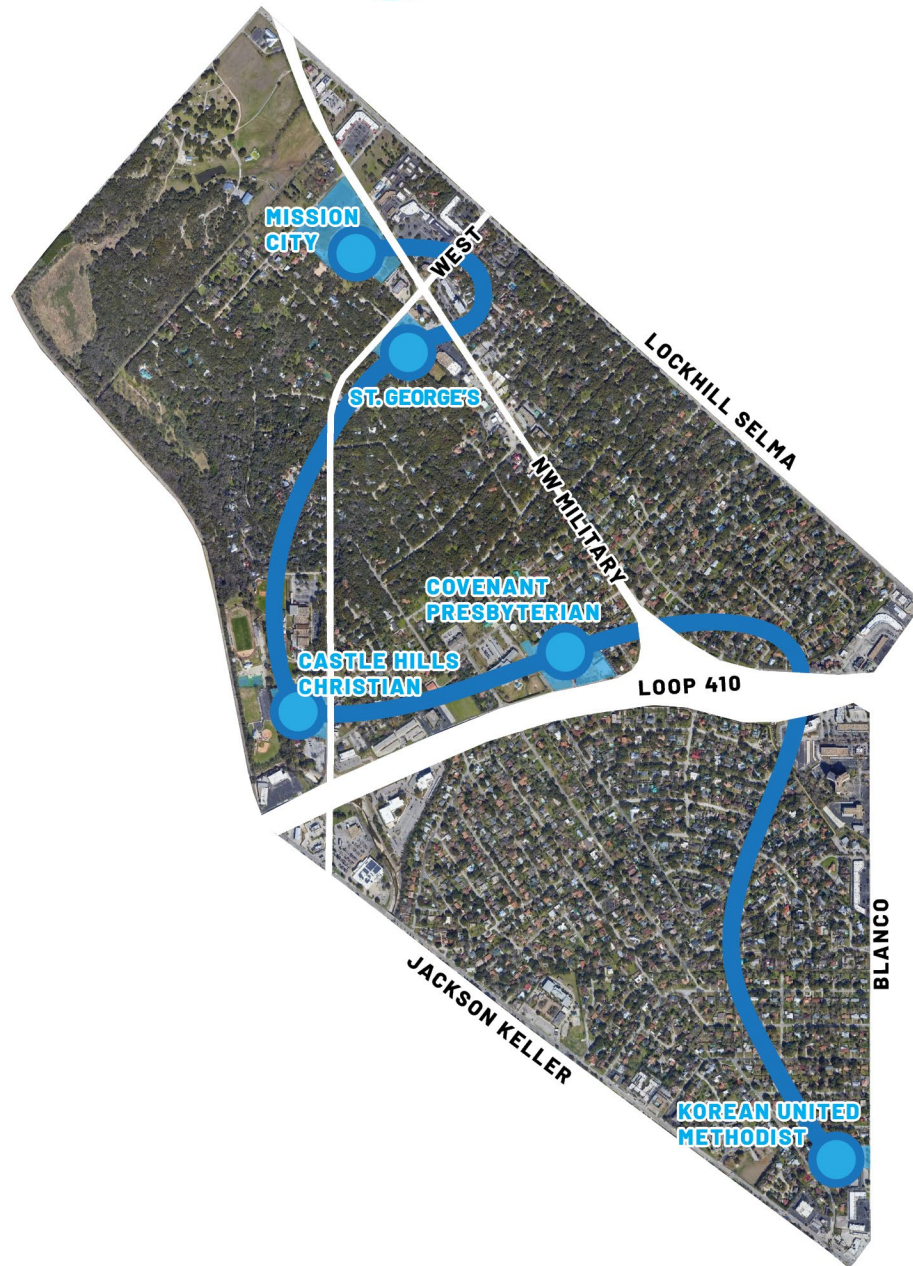 MISSION
CITY
WEST
LOCKHILL SELMA
ST. GEORGE'S
NW MILITARY
COVENANT
PRESBYTERIAN
CASTLE HILLS
CHRISTIAN
LOOP 410
BLANCO
JACKSON KELLER
KOREAN UNITED
METHODIST